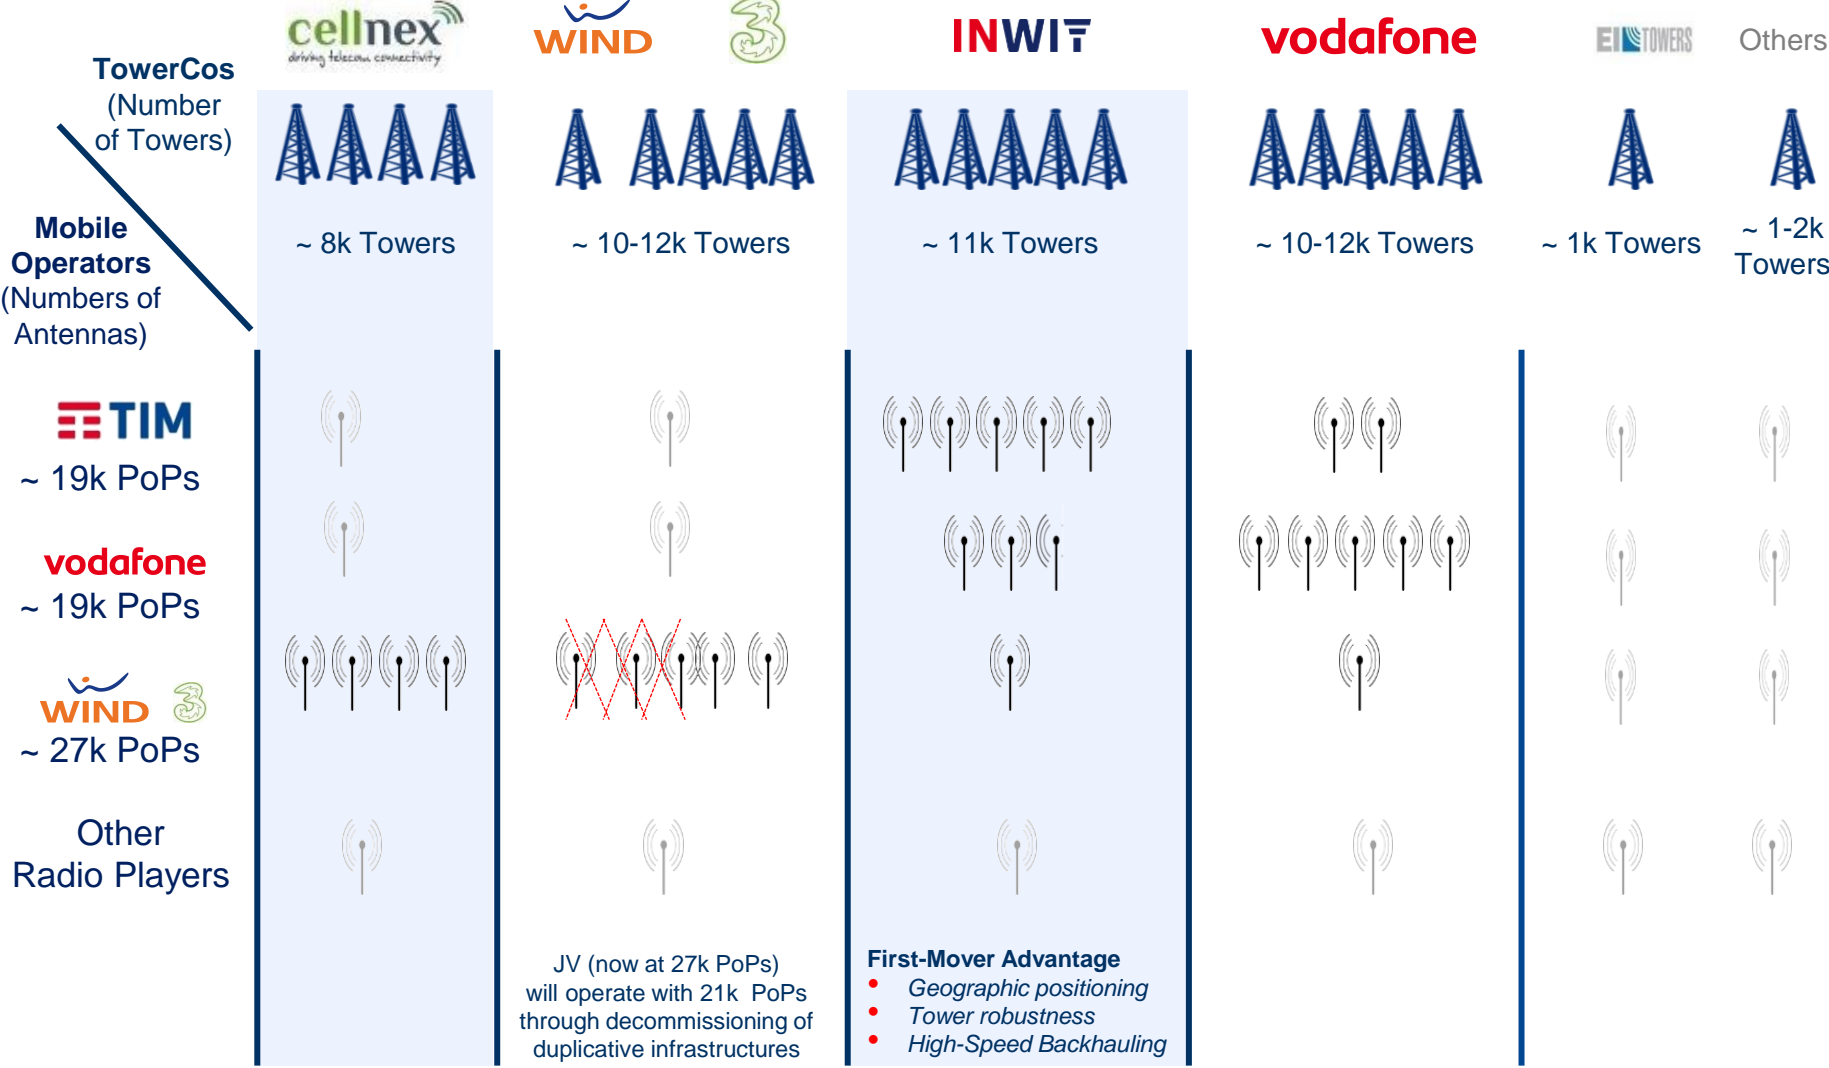 cellnex
driving telecom connectivity
WIND
3
INWIT
vodafone
EI TOWERS
Others
TowerCos
(Number
of Towers)
Mobile
Operators
(Numbers of
Antennas)
~ 8k Towers
~ 10-12k Towers
~ 11k Towers
~ 10-12k Towers
~ 1k Towers
~ 1-2k
Towers
TIM
~ 19k PoPs
vodafone
~ 19k PoPs
WIND 3
~ 27k PoPs
Other
Radio Players
JV (now at 27k PoPs)
will operate with 21k PoPs
through decommissioning of
duplicative infrastructures
First-Mover Advantage
• Geographic positioning
• Tower robustness
• High-Speed Backhauling